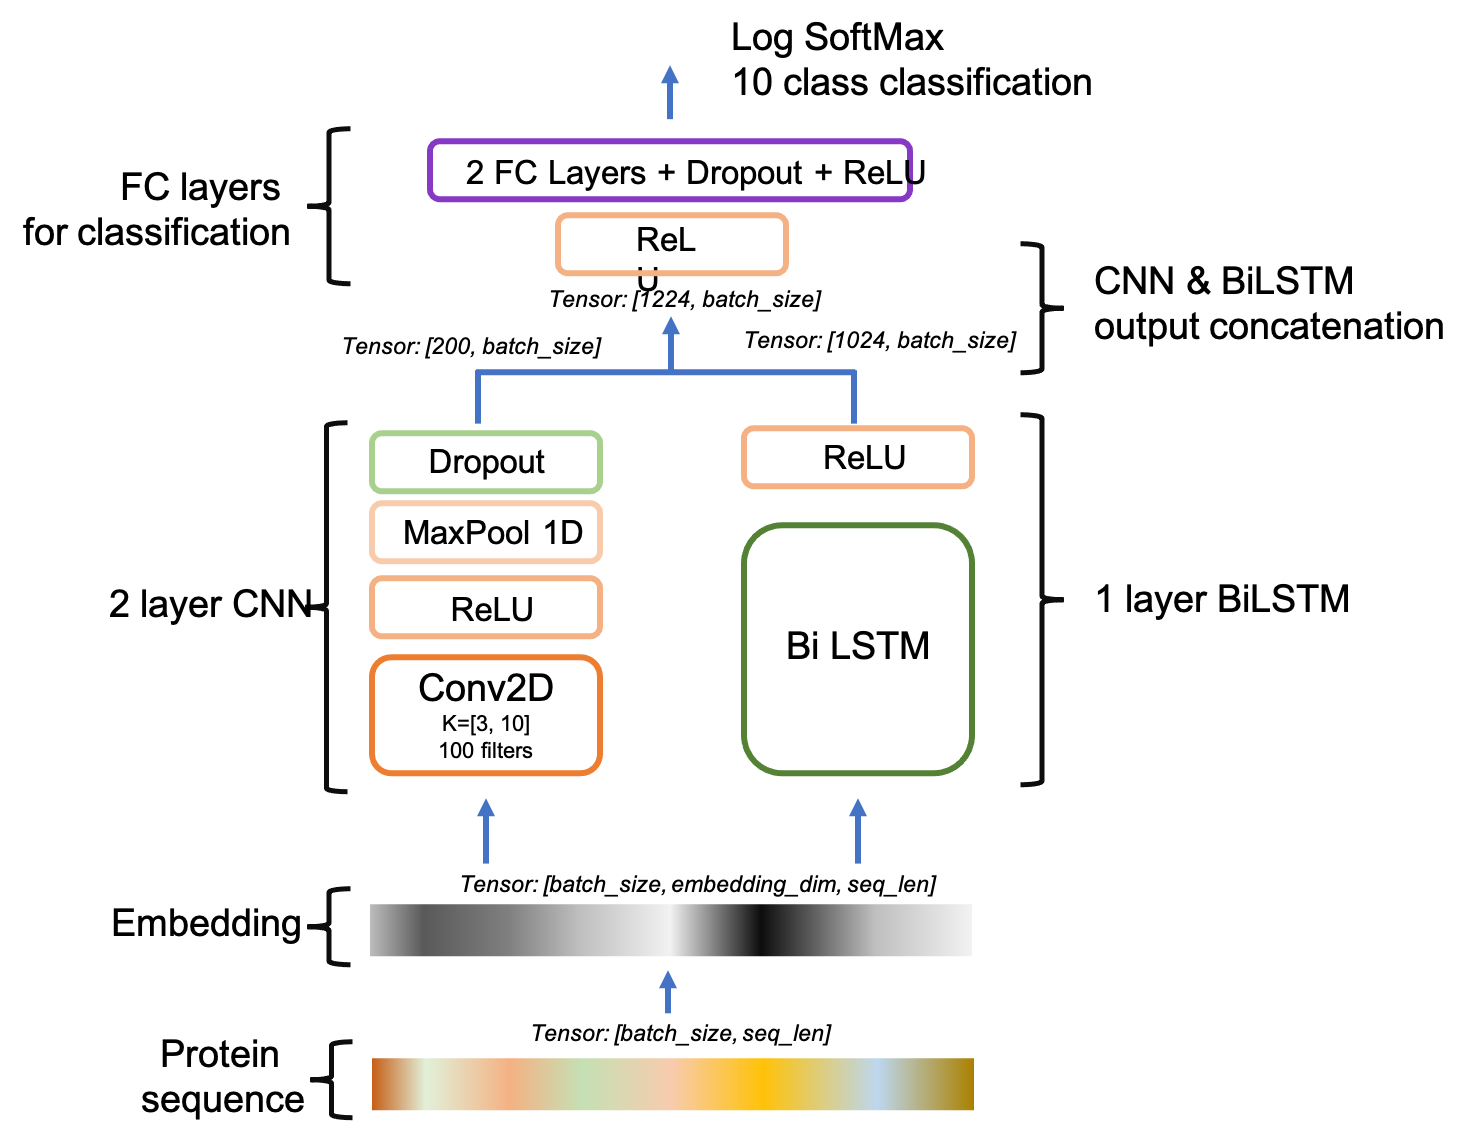 Log SoftMax
10 class classification
FC layers
for classification
2 FC Layers + Dropout + ReLU
ReL
U
Tensor: [1224, batch_size]
CNN & BiLSTM
output concatenation
Tensor: [200, batch_size]
Tensor: [1024, batch_size]
2 layer CNN
Dropout
MaxPool 1D
ReLU
Conv2D
K=[3, 10]
100 filters
ReLU
Bi LSTM
1 layer BiLSTM
Tensor: [batch_size, embedding_dim, seq_len]
Embedding
Tensor: [batch_size, seq_len]
Protein
sequence